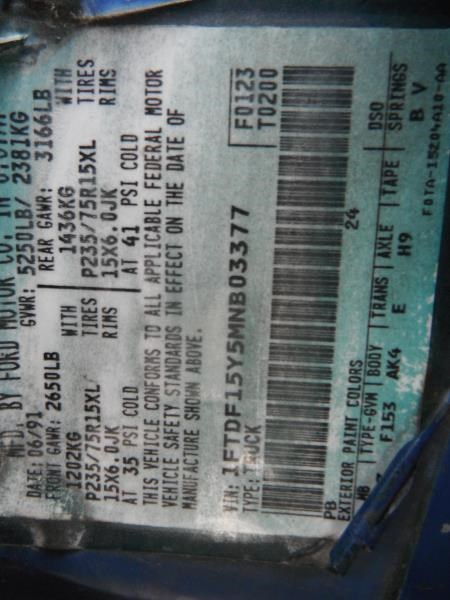 MFD. BY FORD MOTOR CO. IN U.S.A.
DATE: 06/91 GVWR: 5250LB/ 2381KG
FRONT GAWR: 2650LB REAR GAWR: 3166LB
1202KG WITH 1436KG WITH
P235/75R15XL TIRES P235/75R15XL TIRES
15X6.0JK RIMS 15X6.0JK RIMS
AT 35 PSI COLD AT 41 PSI COLD
THIS VEHICLE CONFORMS TO ALL APPLICABLE FEDERAL MOTOR
VEHICLE SAFETY STANDARDS IN EFFECT ON THE DATE OF
MANUFACTURE SHOWN ABOVE.
VIN: 1FTDF15Y5MNB03377 F0123
TYPE: TRUCK T0200
PB 24
EXTERIOR PAINT COLORS DSO
WB TYPE-GVM BODY TRANS AXLE TAPE SPRINGS
F153 AK4 E H9 B V
F0TA-15204A10-AA